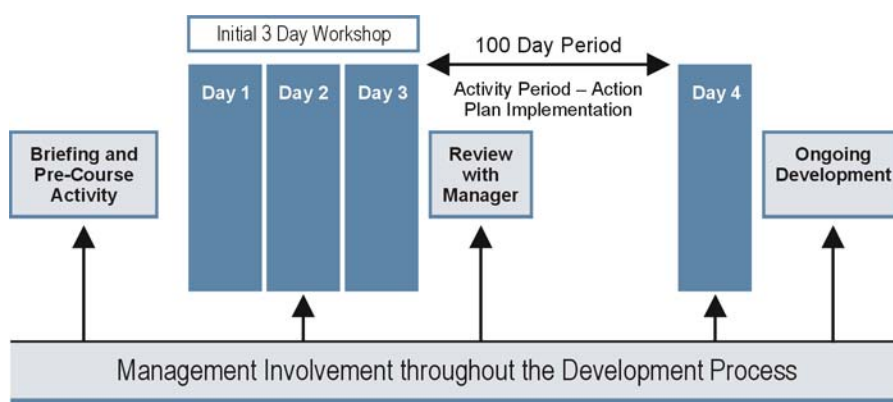 Initial 3 Day Workshop
100 Day Period
Day 1
Day 2
Day 3
Activity Period – Action
Plan Implementation
Day 4
Briefing and
Pre-Course
Activity
Review
with
Manager
Ongoing
Development
Management Involvement throughout the Development Process